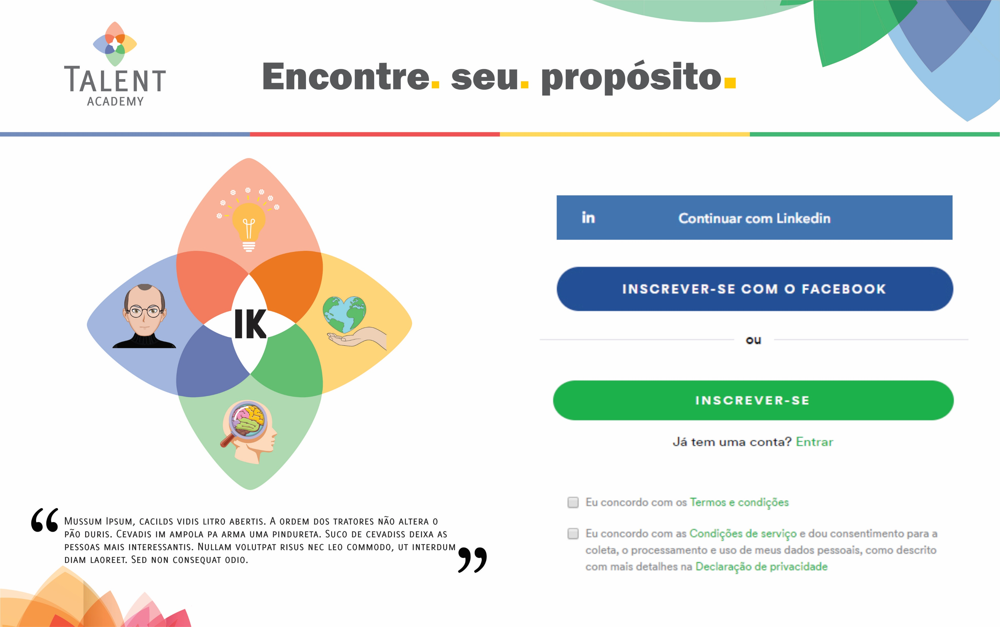 TALENT
ACADEMY
Encontre. seu. propósito.
IK
in Continuar com Linkedin
INSCREVER-SE COM O FACEBOOK
ou
INSCREVER-SE
Já tem uma conta? Entrar
Eu concordo com os Termos e condições
Eu concordo com as Condições de serviço e dou consentimento para a
coleta, o processamento e uso de meus dados pessoais, como descrito
com mais detalhes na Declaração de privacidade
“MUSSUM IPSUM, CACILDS VIDIS LITRO ABERTIS. A ORDEM DOS TRATORES NÃO ALTERA O
PÃO DURIS. CEVADIS IM AMPOLA PA ARMA UMA PINDURETA. SUCO DE CEVADISS DEIXA AS
PESSOAS MAIS INTERESSANTIS. NULLAM VOLUTPAT RISUS NEC LEO COMMODO, UT INTERDUM
DIAM LAOREET. SED NON CONSEQUAT ODIO.”